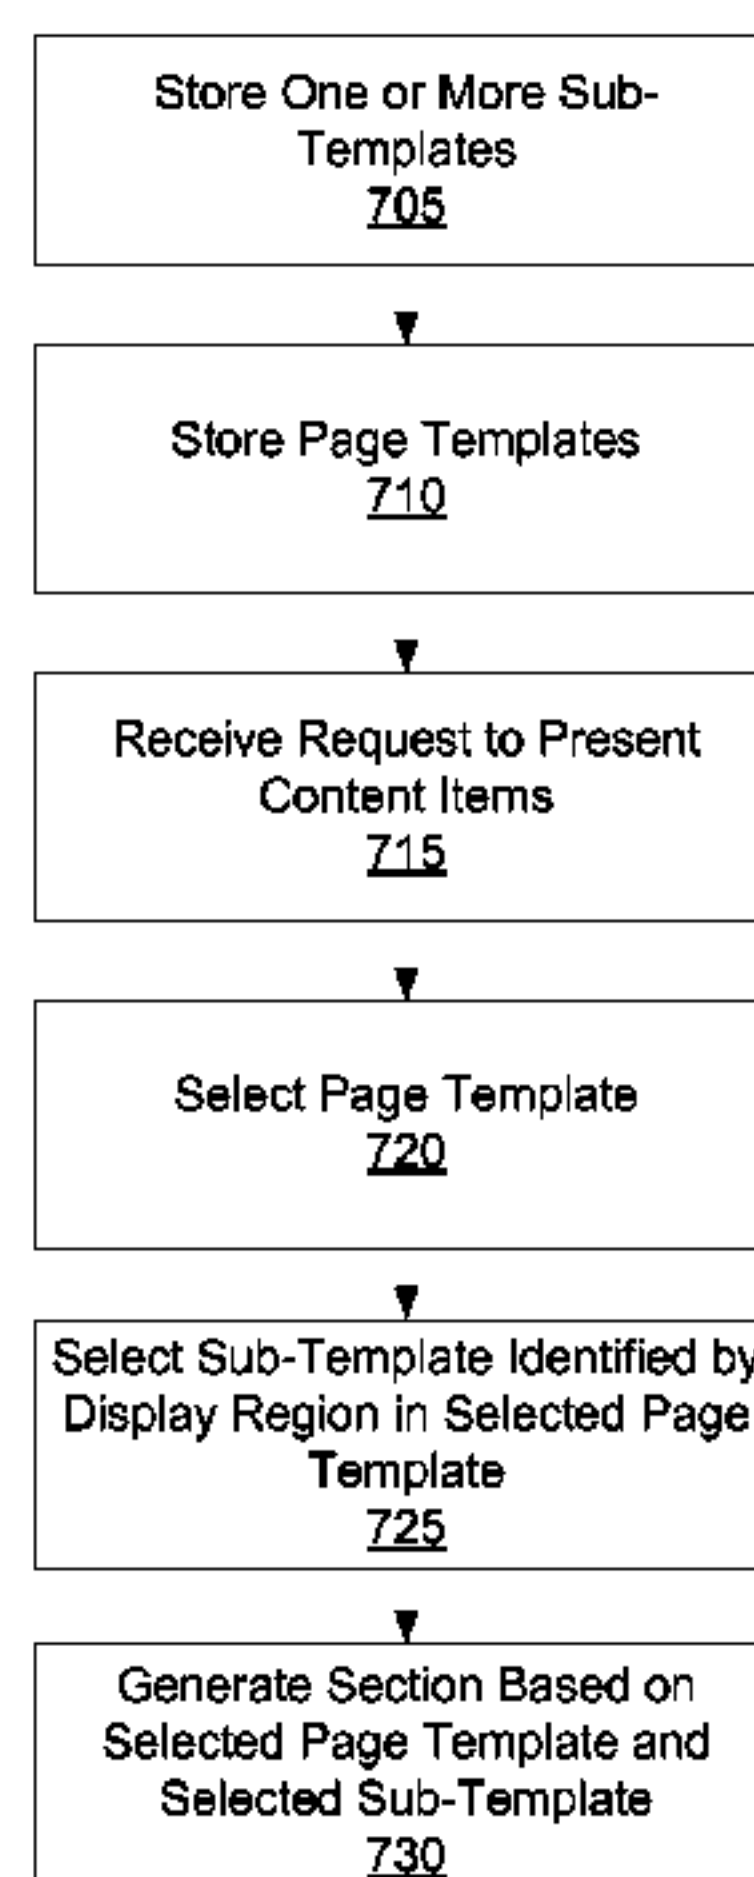 Store One or More Sub-
Templates
705
Store Page Templates
710
Receive Request to Present
Content Items
715
Select Page Template
720
Select Sub-Template Identified by
Display Region in Selected Page
Template
725
Generate Section Based on
Selected Page Template and
Selected Sub-Template
730